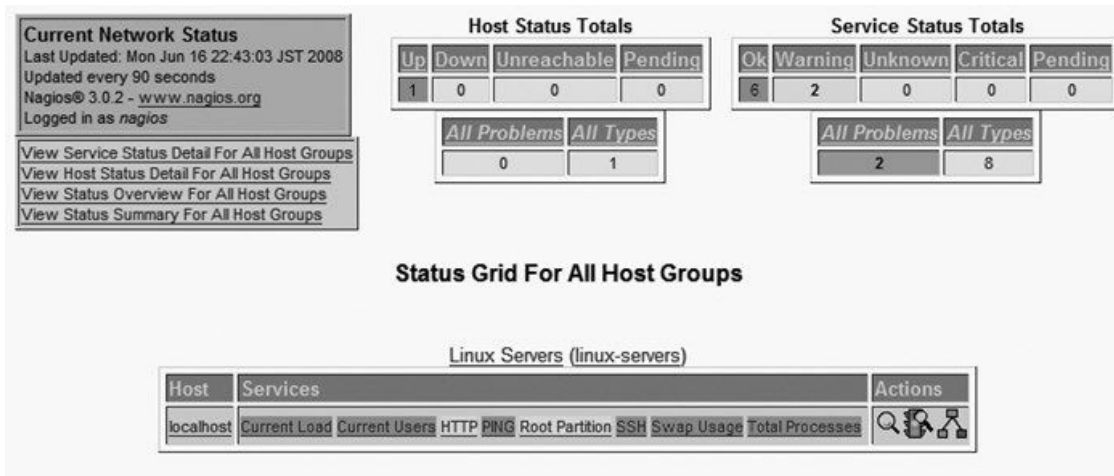 Current Network Status
Last Updated: Mon Jun 16 22:43:03 JST 2008
Updated every 90 seconds
Nagios® 3.0.2 - www.nagios.org
Logged in as nagios
View Service Status Detail For All Host Groups
View Host Status Detail For All Host Groups
View Status Overview For All Host Groups
View Status Summary For All Host Groups
Host Status Totals
Up Down Unreachable Pending
1 0 0 0
All Problems All Types
0 1
Service Status Totals
Ok Warning Unknown Critical Pending
6 2 0 0 0
All Problems All Types
2 8
Status Grid For All Host Groups
Linux Servers (linux-servers)
Host Services Actions
localhost Current Load Current Users HTTP PING Root Partition SSH Swap Usage Total Processes